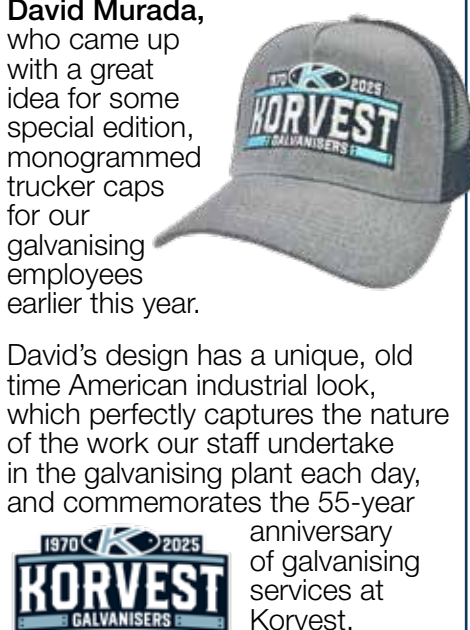 David Murada,
who came up
with a great
idea for some
special edition,
monogrammed
trucker caps
for our
galvanising
employees
earlier this year.
1970 K 2025
KORVEST
GALVANISERS
David’s design has a unique, old
time American industrial look,
which perfectly captures the nature
of the work our staff undertake
in the galvanising plant each day,
and commemorates the 55-year
anniversary
of galvanising
services at
Korvest.
1970 K 2025
KORVEST
GALVANISERS